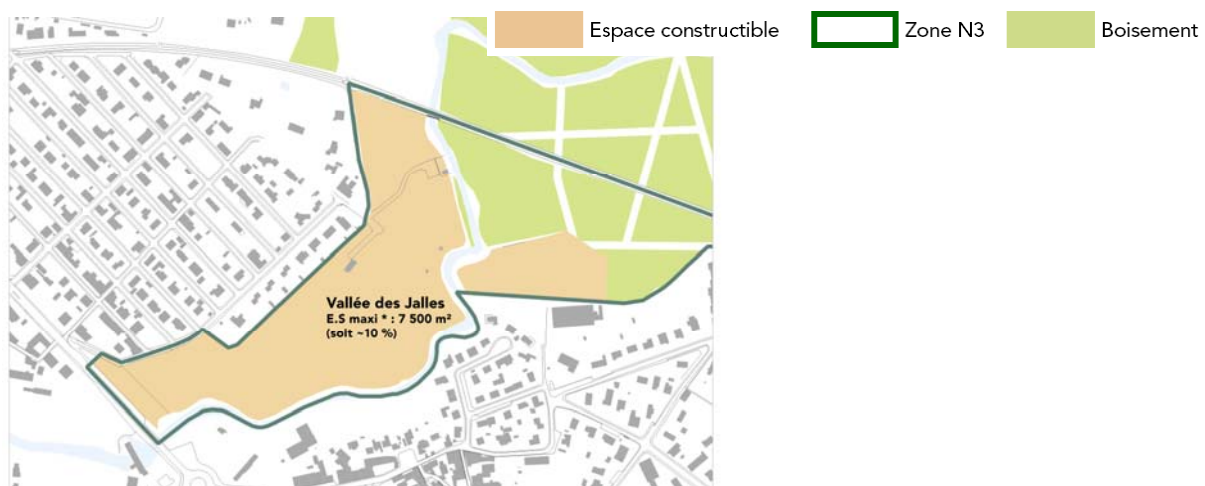 Espace constructible
Zone N3
Boisement
Vallée des Jalles
E.S maxi * : 7 500 m²
(soit ~10 %)